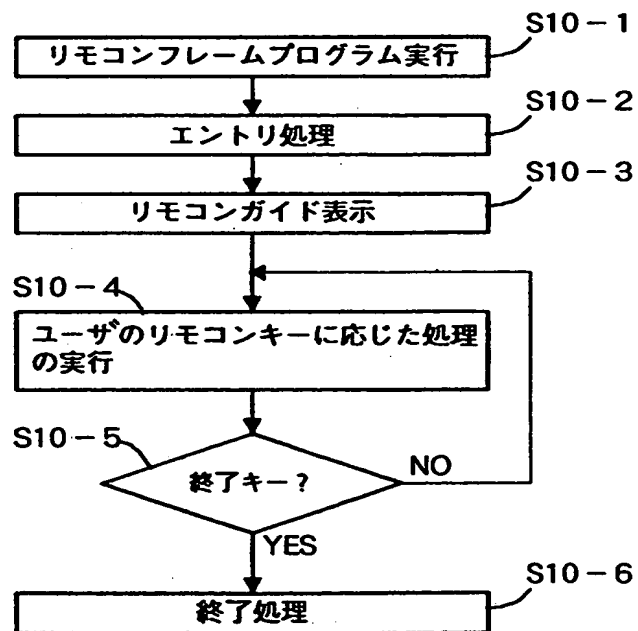 S10-1
リモコンフレームプログラム実行
S10-2
エントリ処理
S10-3
リモコンガイド表示
S10-4
ユーザのリモコンキーに応じた処理
の実行
S10-5
終了キー?
NO
YES
S10-6
終了処理